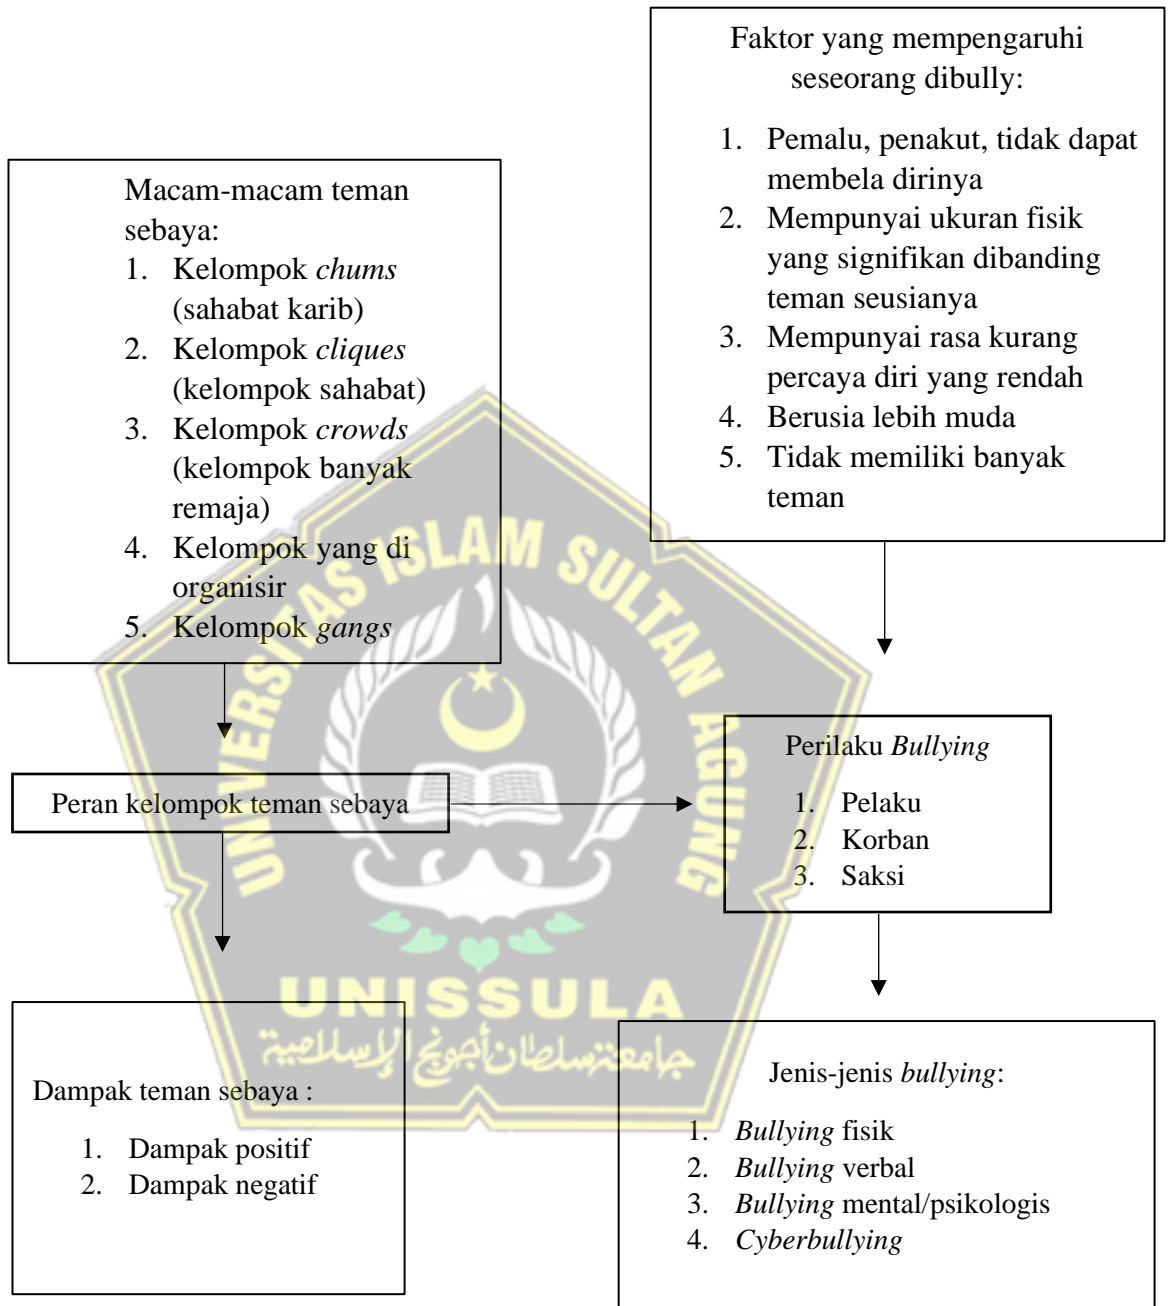 Faktor yang mempengaruhi
seseorang dibully:
1. Pemalu, penakut, tidak dapat
membela dirinya
2. Mempunyai ukuran fisik
yang signifikan dibanding
teman seusianya
3. Mempunyai rasa kurang
percaya diri yang rendah
4. Berusia lebih muda
5. Tidak memiliki banyak
teman
Macam-macam teman
sebaya:
1. Kelompok chums
(sahabat karib)
2. Kelompok cliques
(kelompok sahabat)
3. Kelompok crowds
(kelompok banyak
remaja)
4. Kelompok yang di
organisir
5. Kelompok gangs
Peran kelompok teman sebaya
Perilaku Bullying
1. Pelaku
2. Korban
3. Saksi
Dampak teman sebaya :
1. Dampak positif
2. Dampak negatif
Jenis-jenis bullying:
1. Bullying fisik
2. Bullying verbal
3. Bullying mental/psikologis
4. Cyberbullying
UNIVERSITAS ISLAM SULTAN AGUNG
UNISSULA
جامعة سلطان أجونج الإسلامية